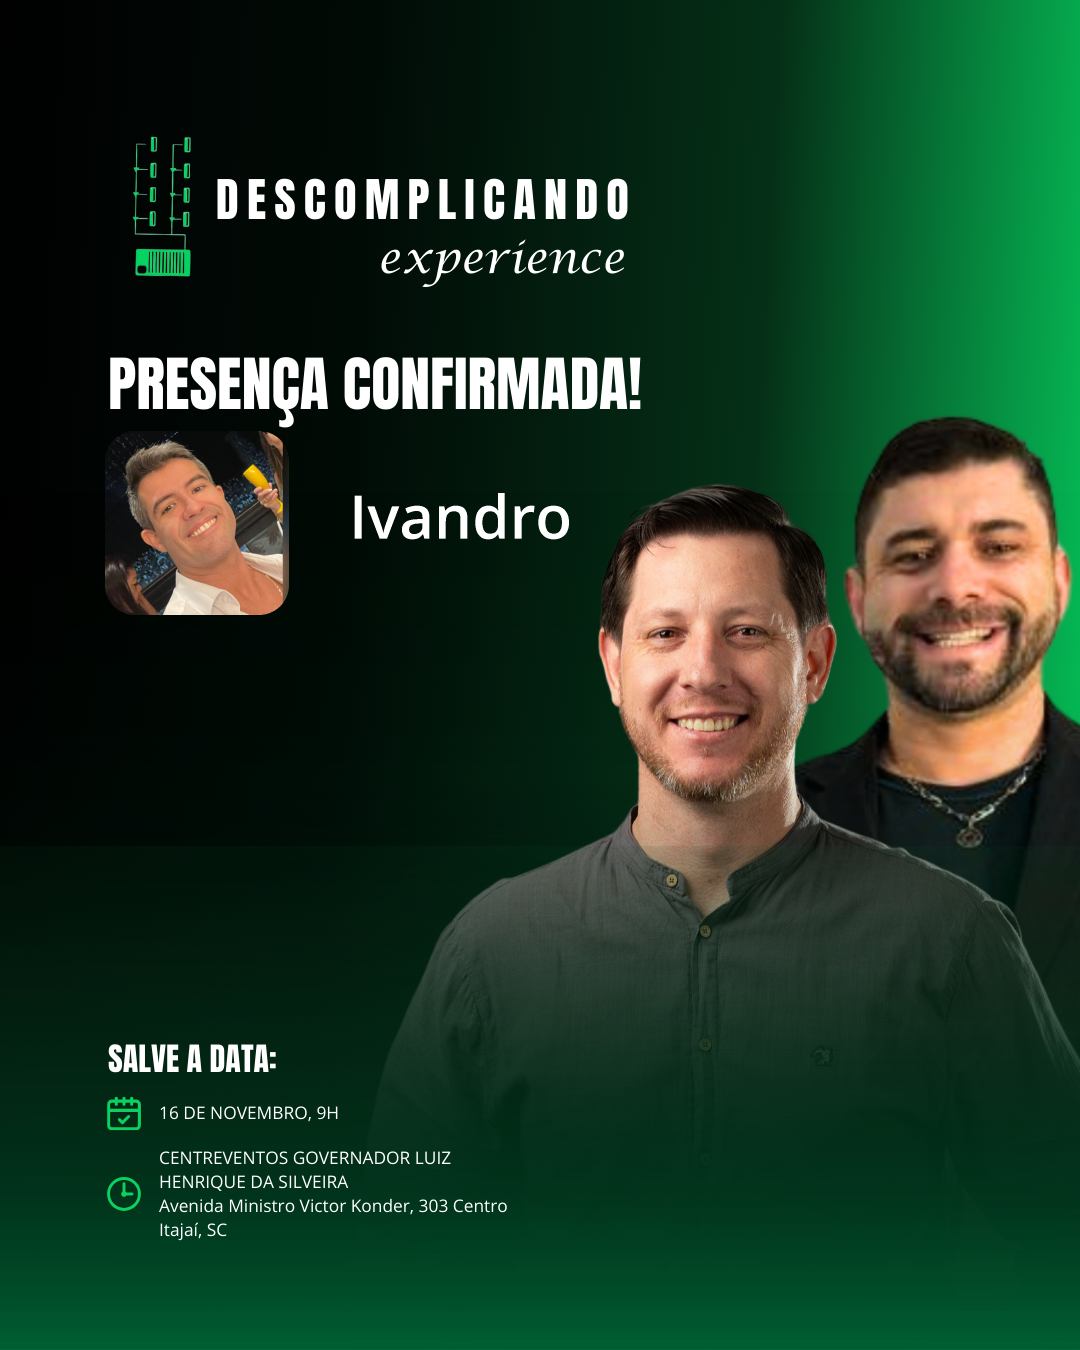 DESCOMPLICANDO
experience
PRESENÇA CONFIRMADA!
Ivandro
SALVE A DATA:
16 DE NOVEMBRO, 9H
CENTREVENTOS GOVERNADOR LUIZ
HENRIQUE DA SILVEIRA
Avenida Ministro Victor Konder, 303 Centro
Itajaí, SC